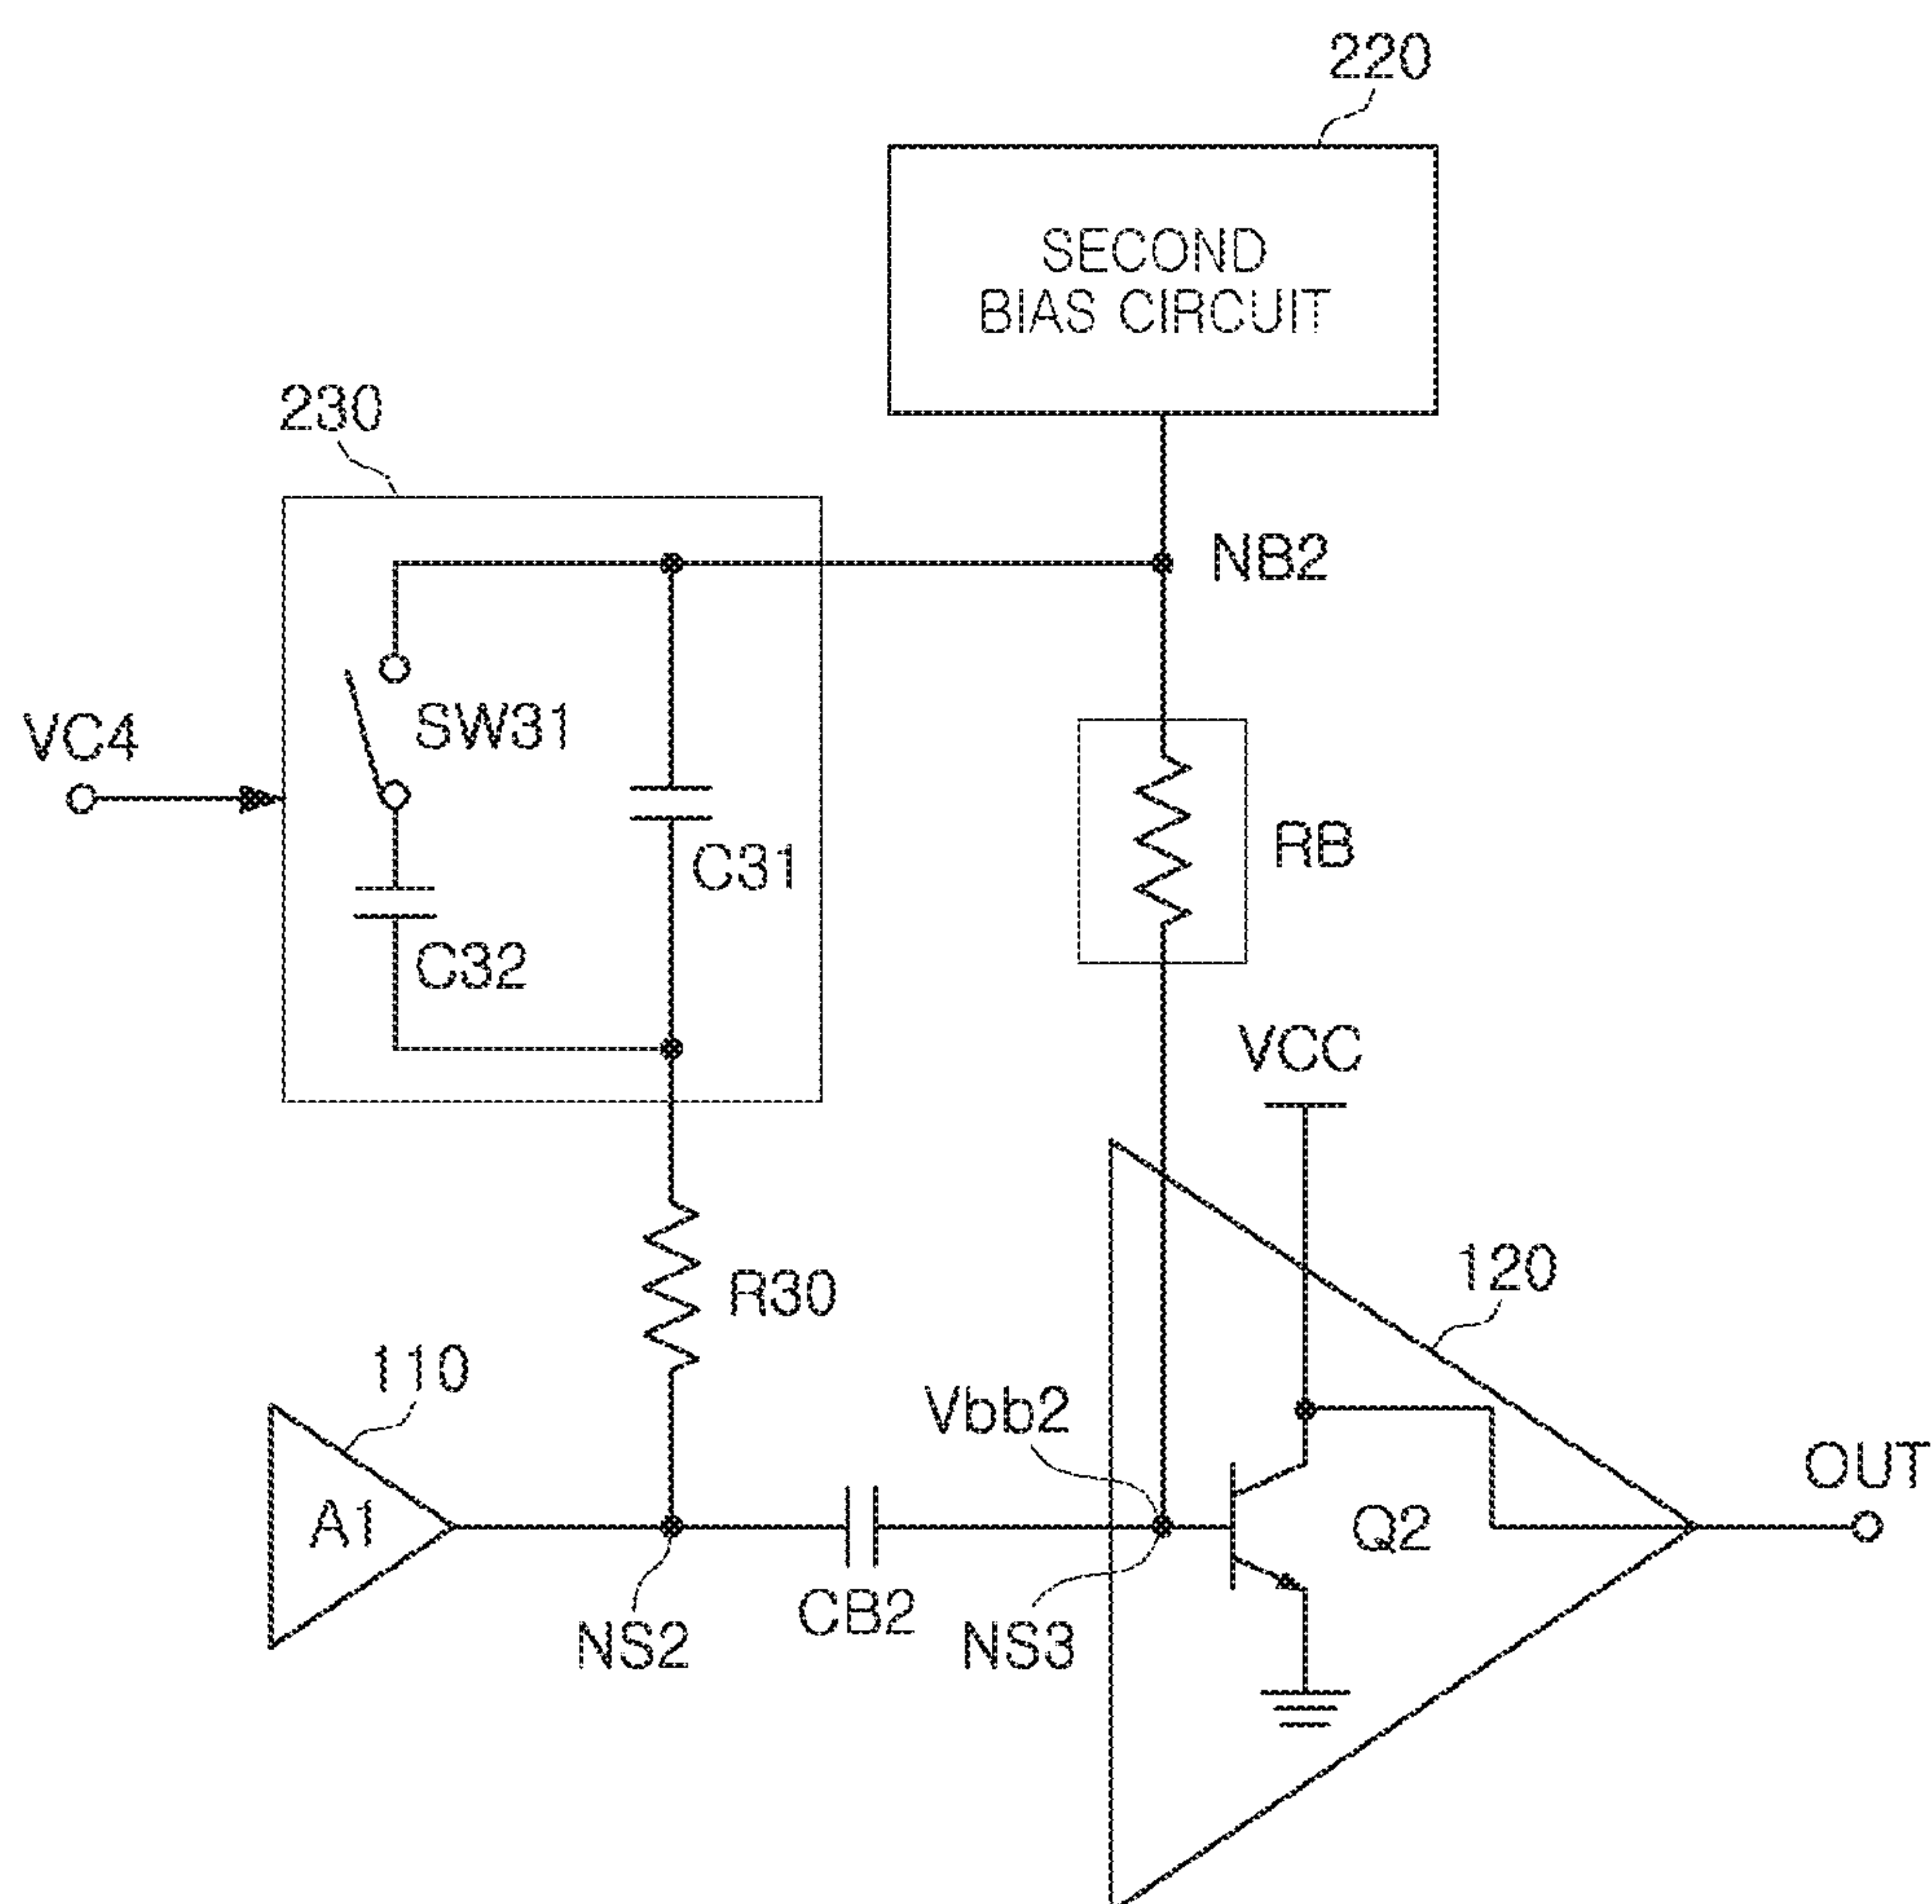 220
SECOND
BIAS CIRCUIT
230
NB2
SW31
VC4
C31
RB
C32
VCC
R30
120
110
Vbb2
OUT
A1
Q2
CB2
NS2
NS3